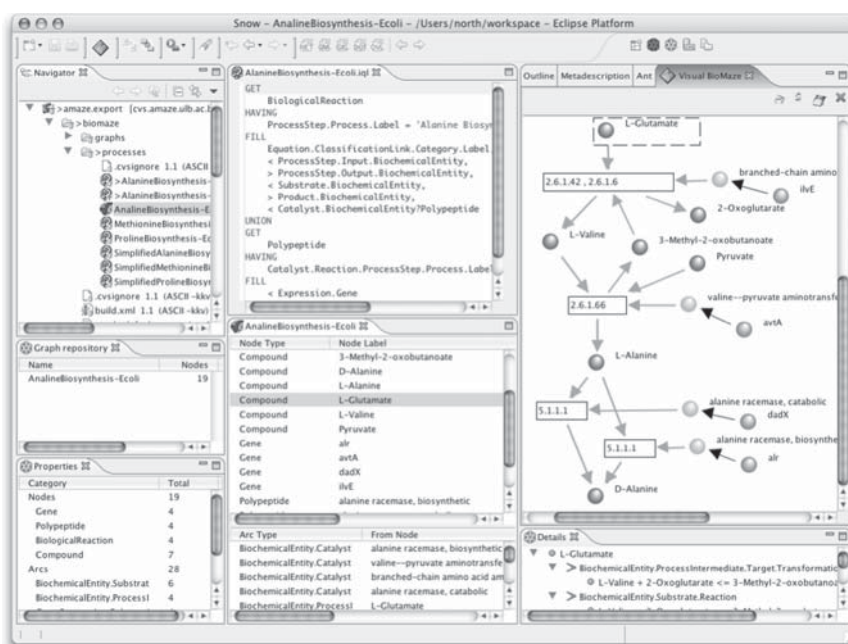 Snow - AnalineBiosynthesis-Ecoli - /Users/north/workspace - Eclipse Platform
Navigator
>amaze.export [cvs.amaze.ulb.ac.b
>biomaze
>graphs
>processes
.cvsignore 1.1 (ASCII
>AlanineBiosynthesis-
>AlanineBiosynthesis-
AnalineBiosynthesis-E
MethionineBiosynthesi
ProlineBiosynthesis-Ec
SimplifiedAlanineBiosy
SimplifiedMethionineBi
SimplifiedProlineBiosyr
.cvsignore 1.1 (ASCII -kkv)
build.xml 1.1 (ASCII -kkv)
Graph repository
Name Nodes
AnalineBiosynthesis-Ecoli 19
Properties
Category Total
Nodes 19
Gene 4
Polypeptide 4
BiologicalReaction 4
Compound 7
Arcs 28
BiochemicalEntity.Substrat 6
BiochemicalEntity.ProcessI 4
AlanineBiosynthesis-Ecoli.iql
GET
BiologicalReaction
HAVING
ProcessStep.Process.Label = 'Alanine Biosyn
FILL
Equation.ClassificationLink.Category.Label,
< ProcessStep.Input.BiochemicalEntity,
> ProcessStep.Output.BiochemicalEntity,
< Substrate.BiochemicalEntity,
> Product.BiochemicalEntity,
< Catalyst.BiochemicalEntity?Polypeptide
UNION
GET
Polypeptide
HAVING
Catalyst.Reaction.ProcessStep.Process.Label
FILL
< Expression.Gene
AnalineBiosynthesis-Ecoli
Node Type Node Label
Compound 3-Methyl-2-oxobutanoate
Compound D-Alanine
Compound L-Alanine
Compound L-Glutamate
Compound L-Valine
Compound Pyruvate
Gene alr
Gene avtA
Gene dadX
Gene ilvE
Polypeptide alanine racemase, biosynthetic
Arc Type From Node
BiochemicalEntity.Catalyst alanine racemase, biosynthetic
BiochemicalEntity.Catalyst valine--pyruvate aminotransfe
BiochemicalEntity.Catalyst branched-chain amino acid am
BiochemicalEntity.Catalyst alanine racemase, catabolic
BiochemicalEntity.ProcessI L-Glutamate
Outline Metadescription Ant Visual BioMaze
L-Glutamate
branched-chain amino
2.6.1.42 , 2.6.1.6
ilvE
2-Oxoglutarate
L-Valine
3-Methyl-2-oxobutanoate
Pyruvate
valine--pyruvate aminotransfe
2.6.1.66
avtA
L-Alanine
alanine racemase, catabolic
5.1.1.1
dadX
alanine racemase, biosynthe
5.1.1.1
alr
D-Alanine
Details
L-Glutamate
BiochemicalEntity.ProcessIntermediate.Target.Transformatic
L-Valine + 2-Oxoglutarate <= 3-Methyl-2-oxobutanoa
BiochemicalEntity.Substrate.Reaction